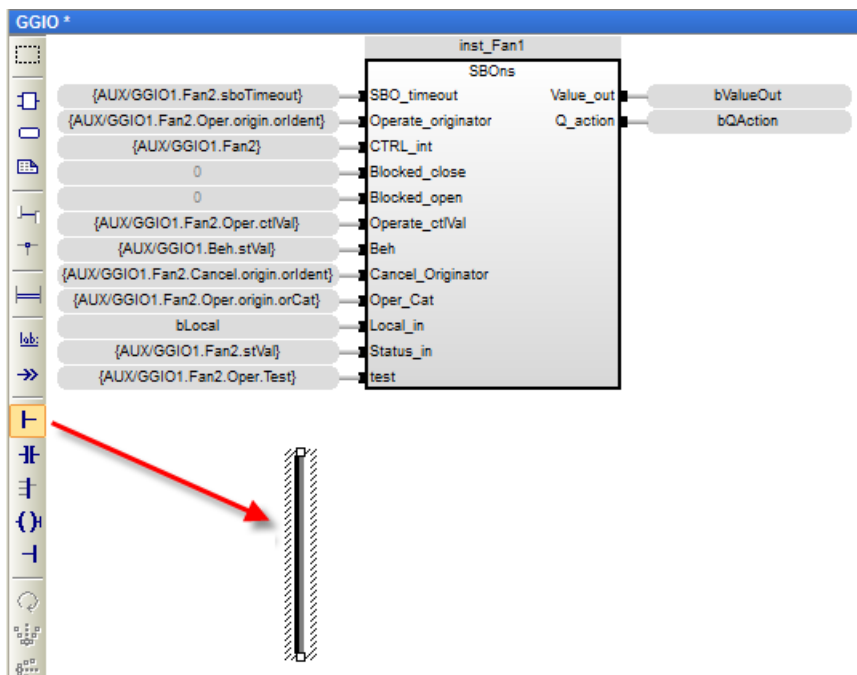 GGIO *
inst_Fan1
SBOns
{AUX/GGIO1.Fan2.sboTimeout} SBO_timeout Value_out bValueOut
{AUX/GGIO1.Fan2.Oper.origin.orIdent} Operate_originator Q_action bQAction
{AUX/GGIO1.Fan2} CTRL_int
0 Blocked_close
0 Blocked_open
{AUX/GGIO1.Fan2.Oper.ctlVal} Operate_ctlVal
{AUX/GGIO1.Beh.stVal} Beh
{AUX/GGIO1.Fan2.Cancel.origin.orIdent} Cancel_Originator
{AUX/GGIO1.Fan2.Oper.origin.orCat} Oper_Cat
bLocal Local_in
{AUX/GGIO1.Fan2.stVal} Status_in
{AUX/GGIO1.Fan2.Oper.Test} test
lab: